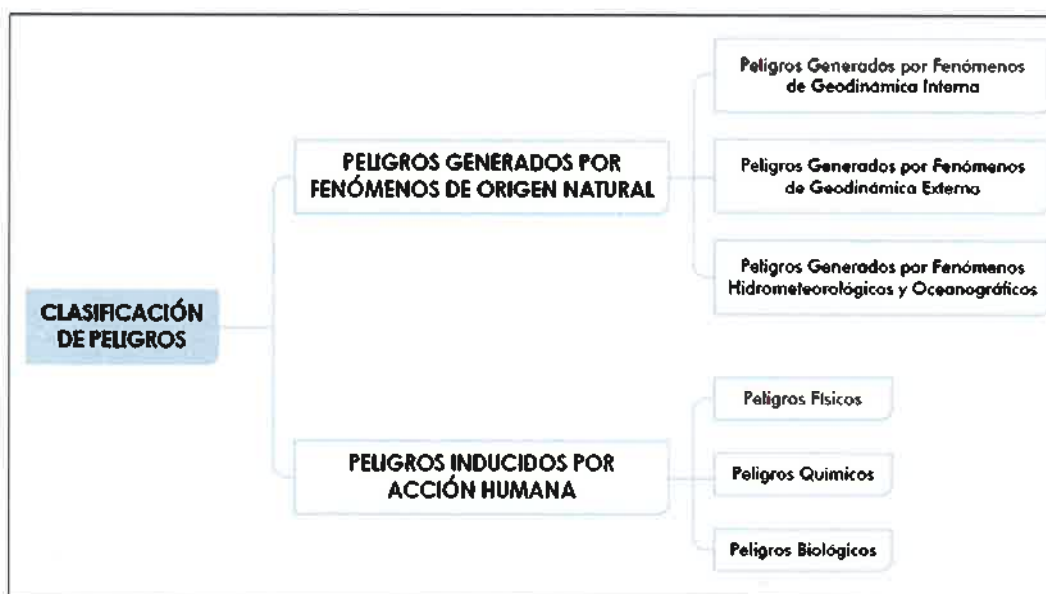 CLASIFICACIÓN
DE PELIGROS
PELIGROS GENERADOS POR
FENÓMENOS DE ORIGEN NATURAL
Peligros Generados por Fenómenos
de Geodinámica Interna
Peligros Generados por Fenómenos
de Geodinámica Externo
Peligros Generados por Fenómenos
Hidrometeorológicos y Oceanográficos
PELIGROS INDUCIDOS POR
ACCIÓN HUMANA
Peligros Físicos
Peligros Químicos
Peligros Biológicos